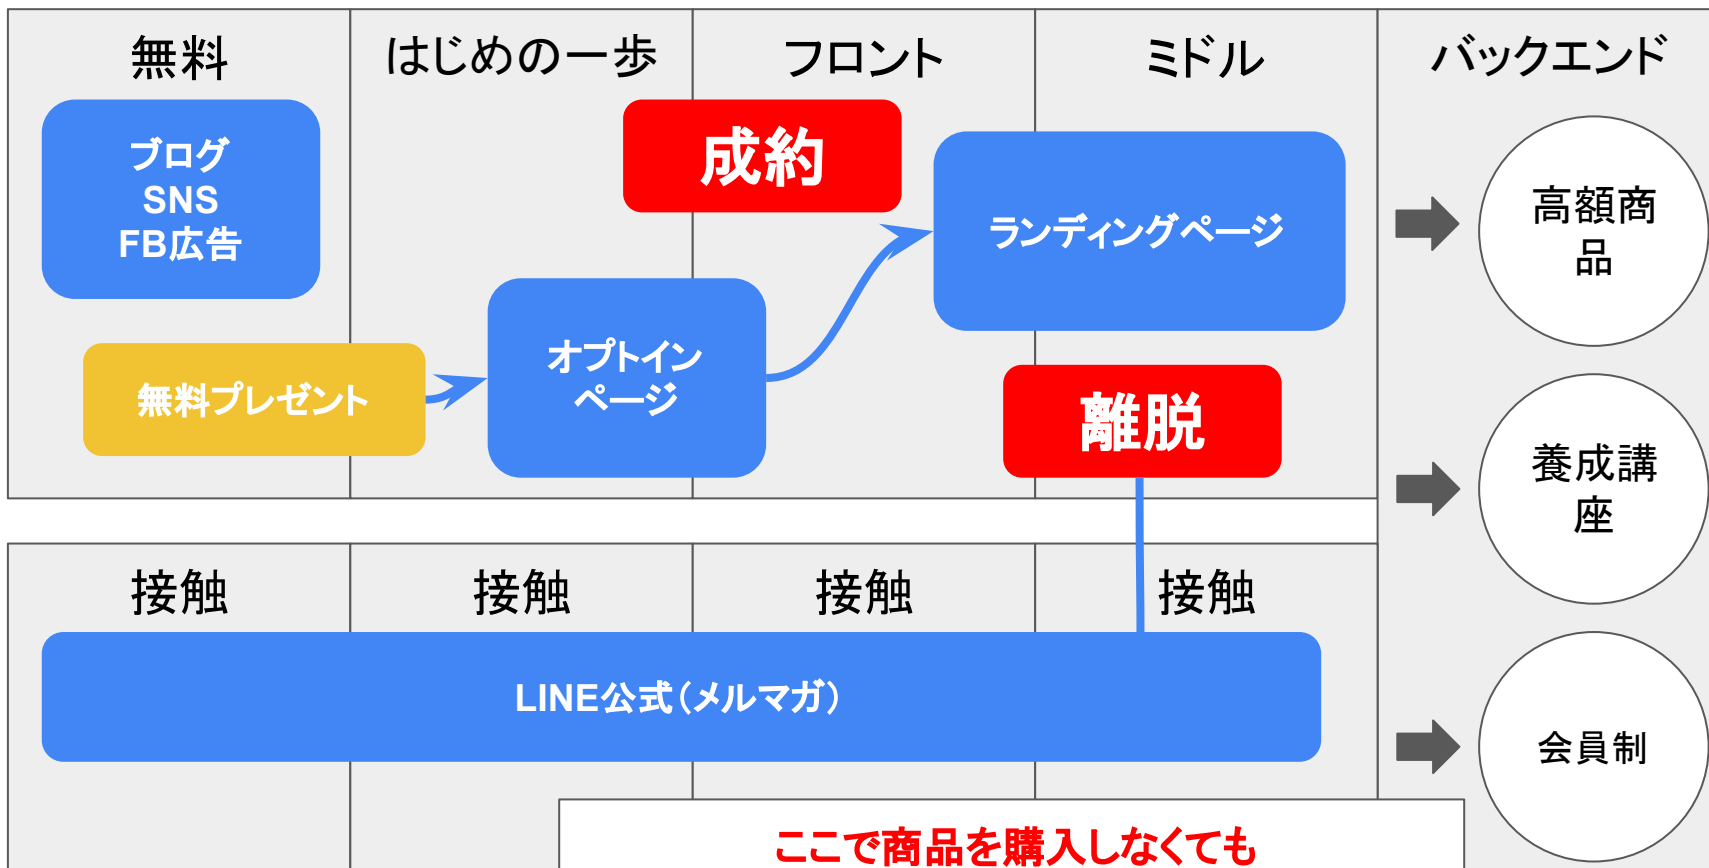 無料
はじめの一歩
フロント
ミドル
バックエンド
ブログ
SNS
FB広告
成約
ランディングページ
高額商
品
オプトイン
ページ
無料プレゼント
離脱
養成講
座
接触
接触
接触
接触
LINE公式(メルマガ)
会員制
ここで商品を購入しなくても